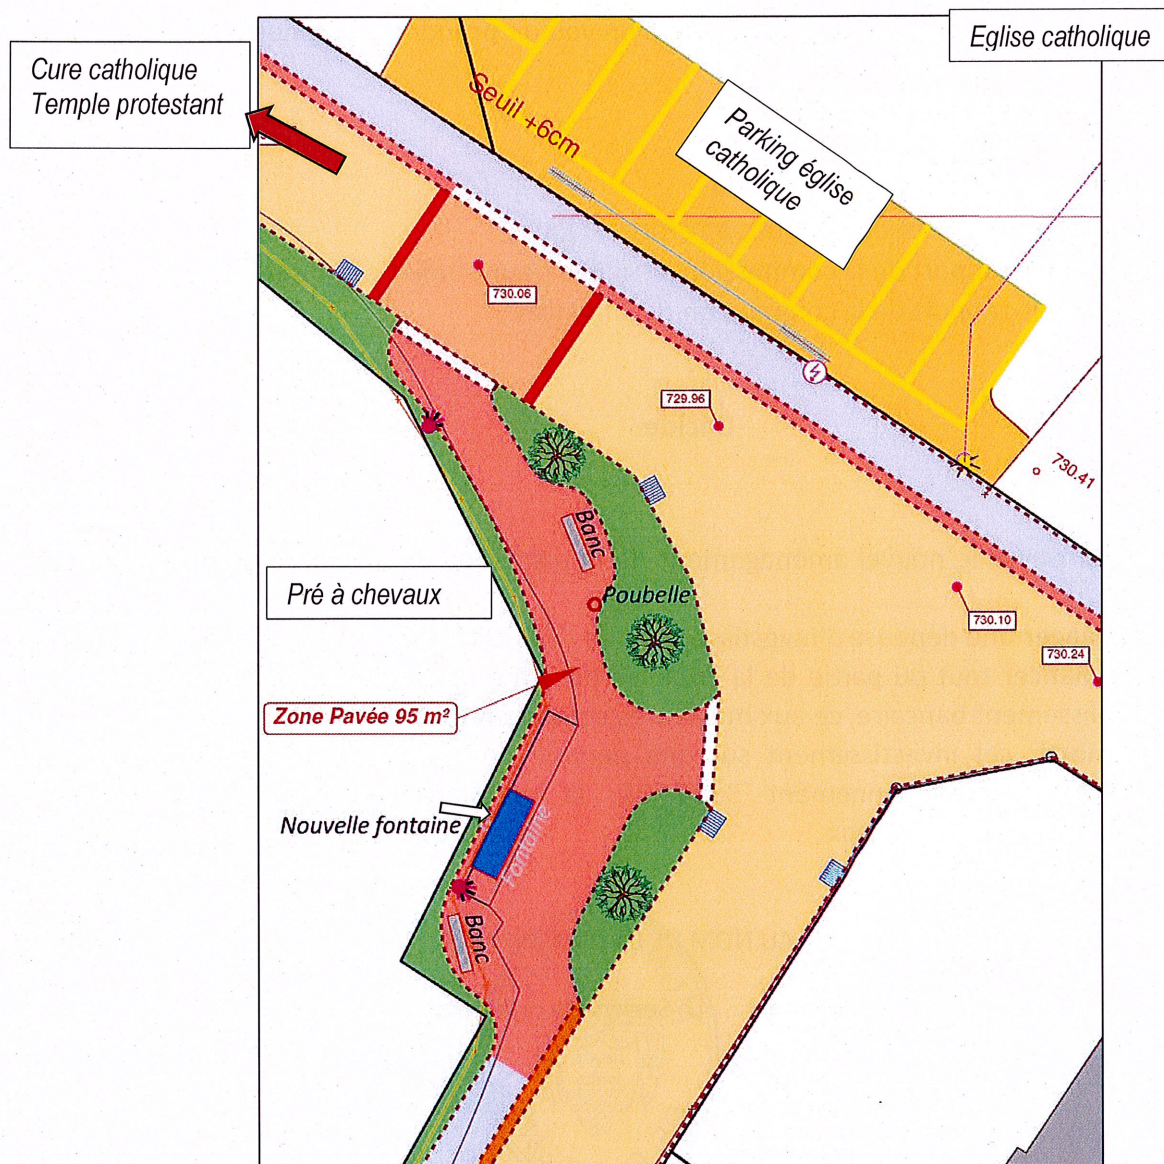 Eglise catholique
Cure catholique
Temple protestant
Seuil +6cm
Parking église
catholique
730.06
729.96
730.41
Banc
Poubelle
Pré à chevaux
730.10
730.24
Zone Pavée 95 m²
Nouvelle fontaine
Fontaine
Banc